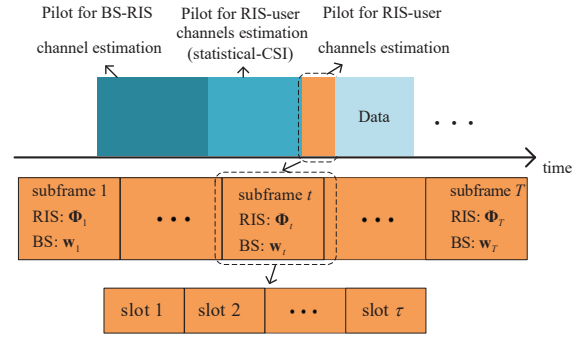 Pilot for BS-RIS
channel estimation
Pilot for RIS-user
channels estimation
(statistical-CSI)
Pilot for RIS-user
channels estimation
Data
• • •
time
subframe 1
RIS: Φ₁
BS: w₁
• • •
subframe t
RIS: Φₜ
BS: wₜ
• • •
subframe T
RIS: Φ_T
BS: w_T
slot 1
slot 2
• • •
slot τ